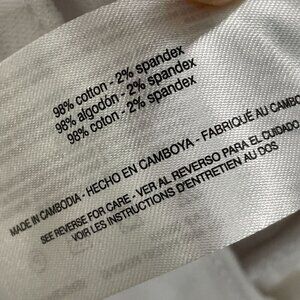 98% cotton - 2% spandex
98% algodón - 2% spandex
98% coton - 2% spandex
MADE IN CAMBODIA - HECHO EN CAMBOYA - FABRIQUÉ AU CAMBO
SEE REVERSE FOR CARE - VER AL REVERSO PARA EL CUIDADO
VOIR LES INSTRUCTIONS D'ENTRETIEN AU DOS